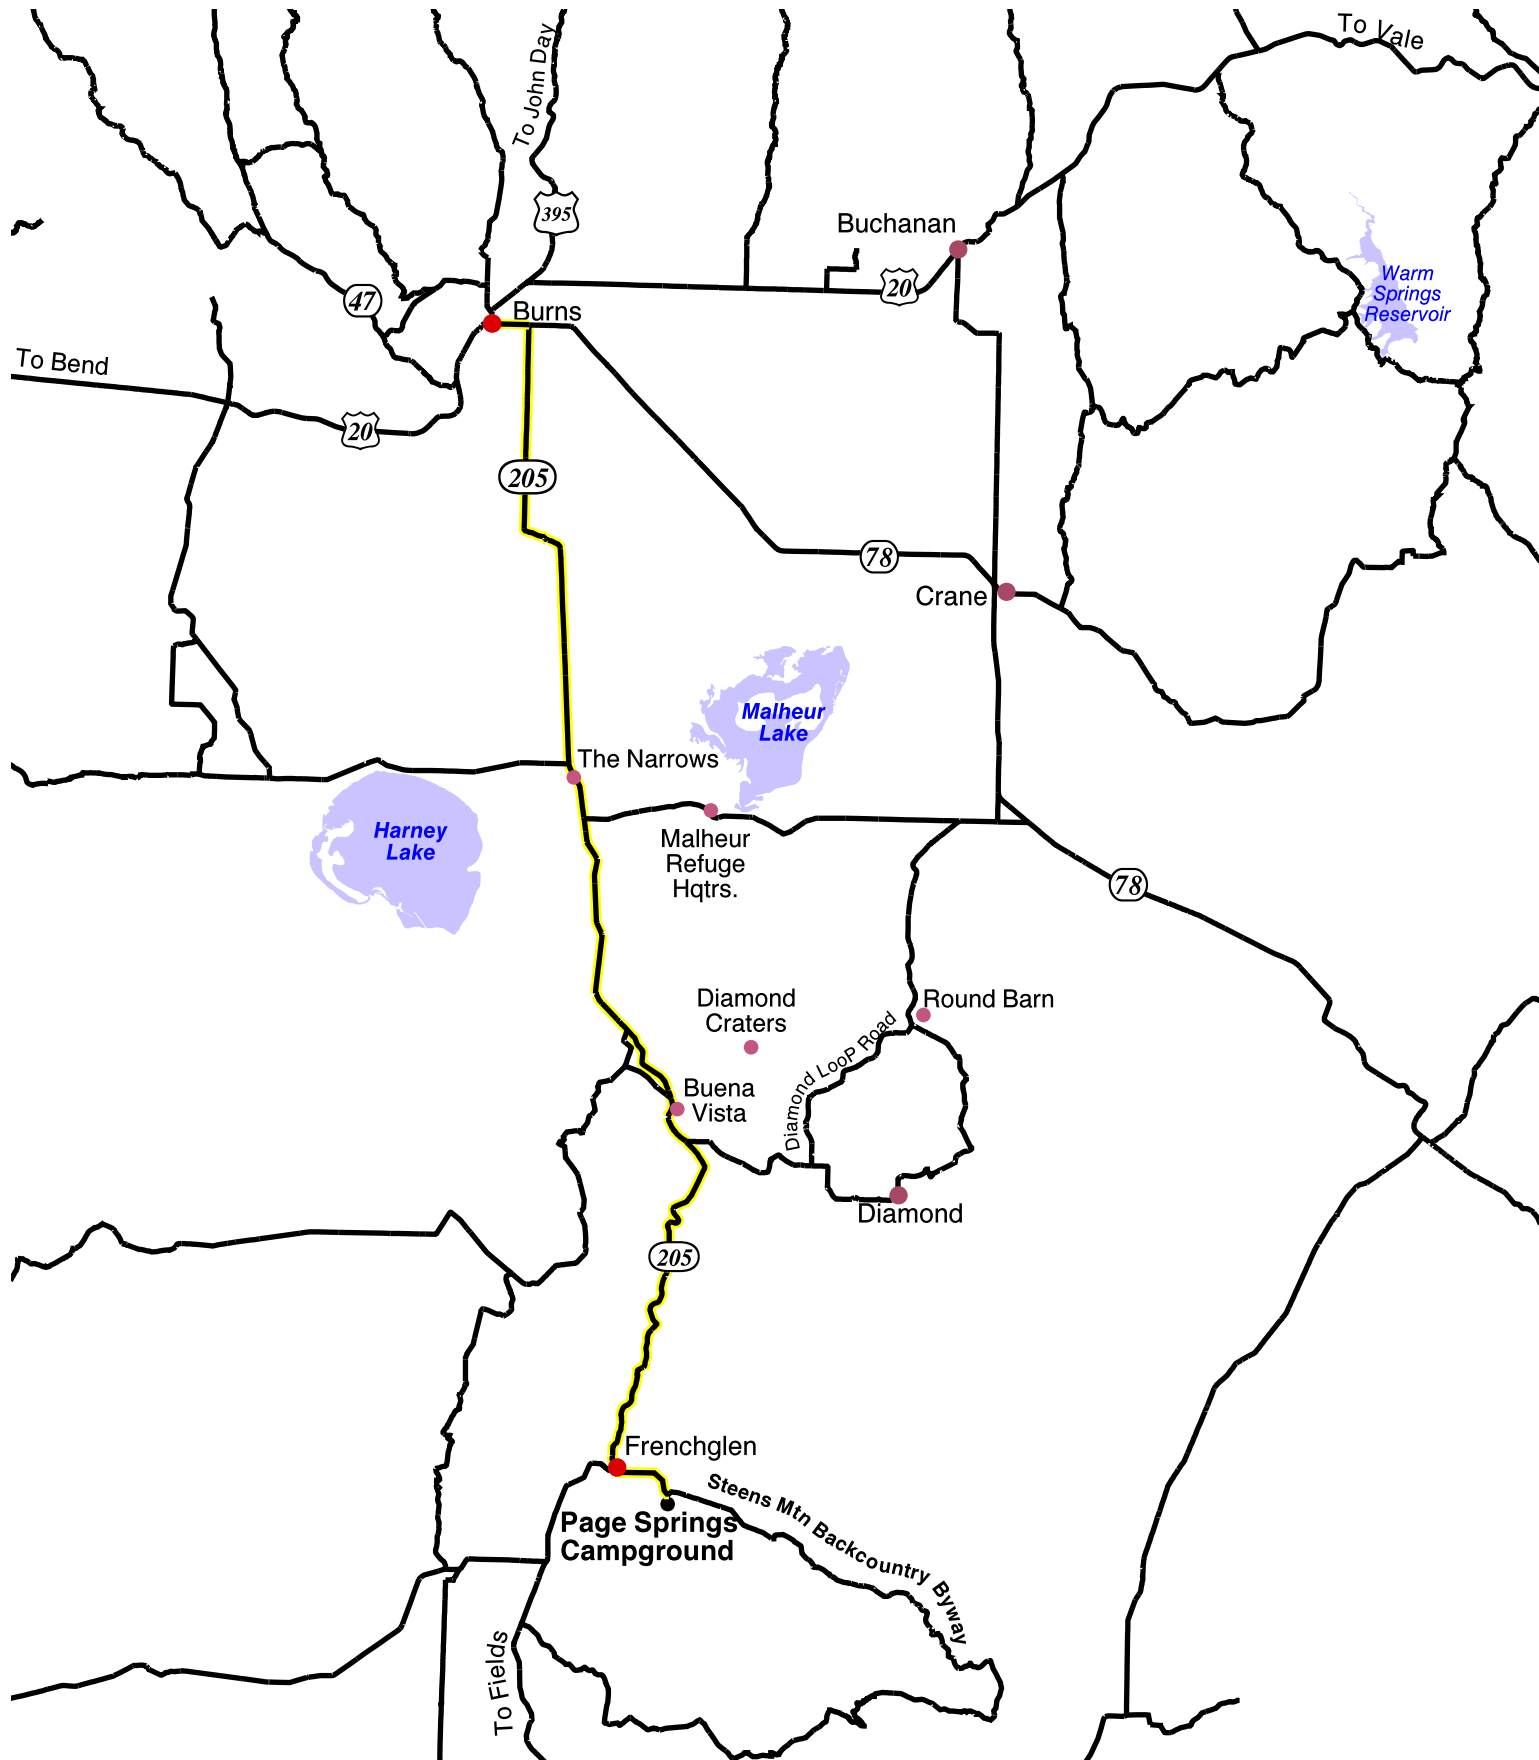 To Vale
To John Day
395
Buchanan
20
Warm
Springs
Reservoir
47
Burns
To Bend
20
205
78
Crane
Malheur
Lake
The Narrows
Harney
Lake
Malheur
Refuge
Hqtrs.
78
Diamond
Craters
Round Barn
Diamond LooP Road
Buena
Vista
Diamond
205
Frenchglen
Steens Mtn Backcountry Byway
Page Springs
Campground
To Fields